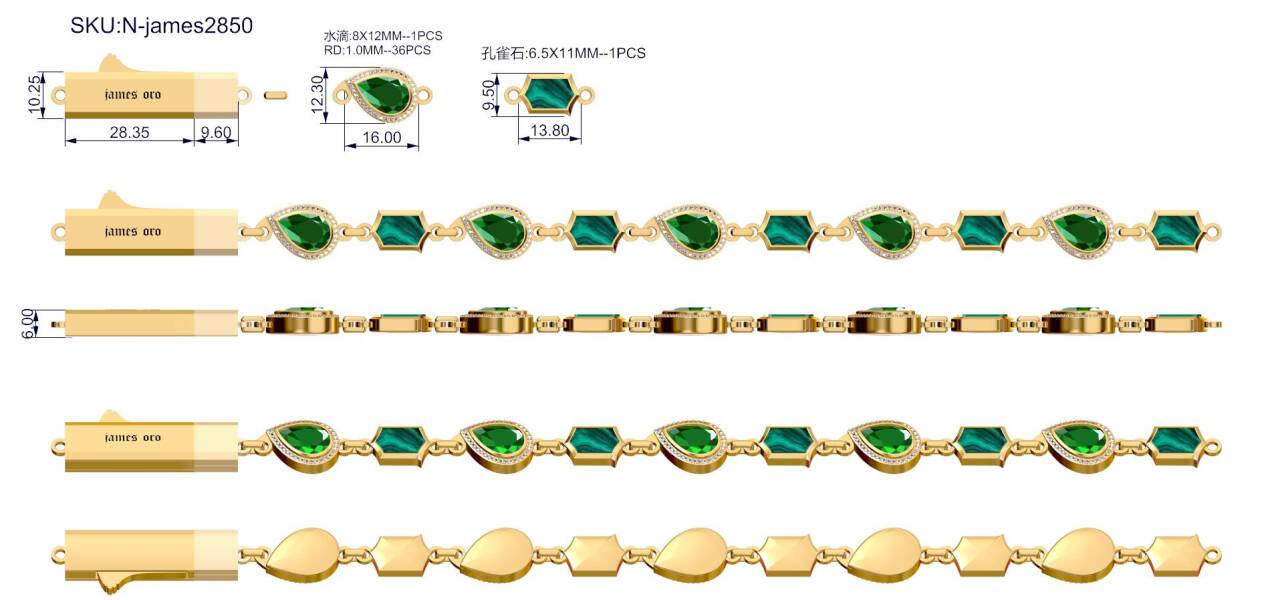 SKU:N-james2850
水滴:8X12MM--1PCS
RD:1.0MM--36PCS
孔雀石:6.5X11MM--1PCS
10.25
james oro
28.35
9.60
12.30
16.00
9.50
13.80
james oro
6.00
james oro